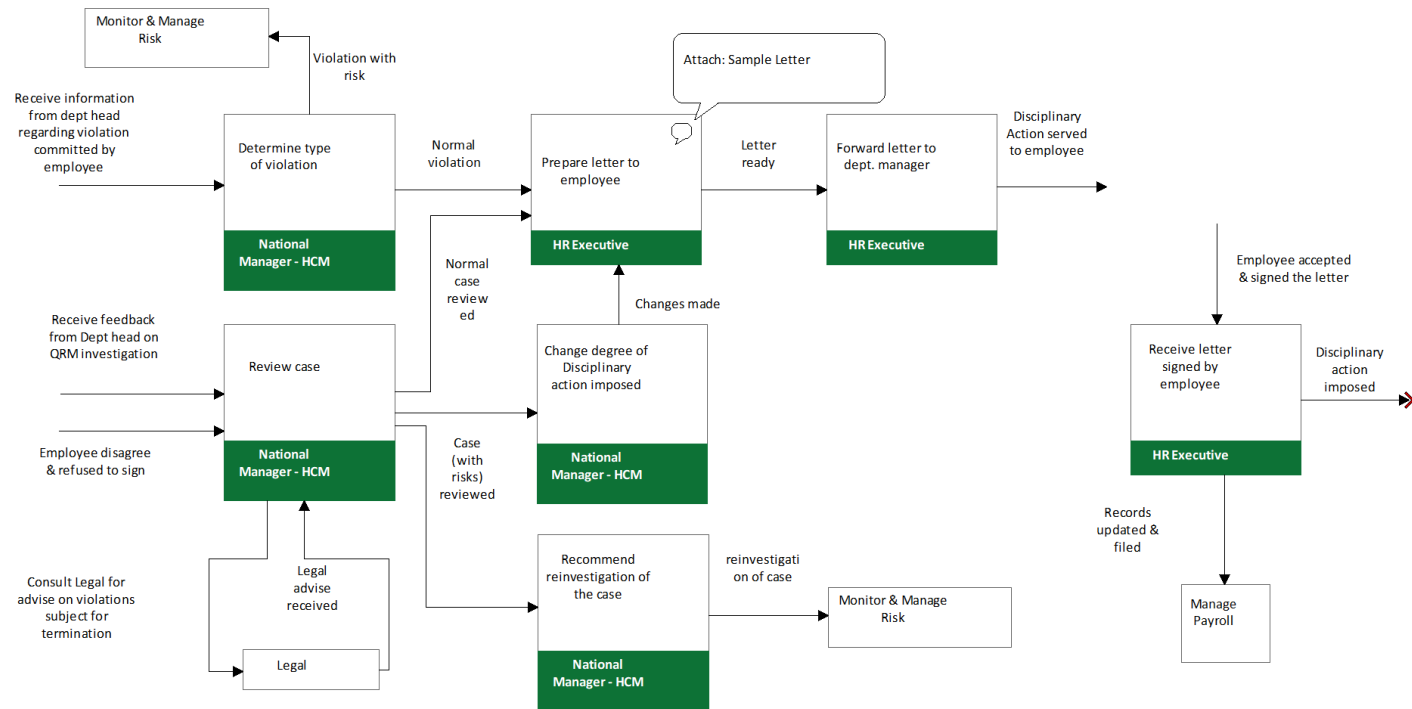 Monitor & Manage
Risk
Violation with
risk
Attach: Sample Letter
Receive information
from dept head
regarding violation
committed by
employee
Determine type
of violation
National
Manager - HCM
Normal
violation
Prepare letter to
employee
HR Executive
Letter
ready
Forward letter to
dept. manager
HR Executive
Disciplinary
Action served
to employee
Employee accepted
& signed the letter
Receive feedback
from Dept head on
QRM investigation
Review case
National
Manager - HCM
Normal
case
review
ed
Changes made
Change degree of
Disciplinary
action imposed
National
Manager - HCM
Receive letter
signed by
employee
HR Executive
Disciplinary
action
imposed
Employee disagree
& refused to sign
Case
(with
risks)
reviewed
Records
updated &
filed
Consult Legal for
advise on violations
subject for
termination
Legal
advise
received
Legal
Recommend
reinvestigation of
the case
National
Manager - HCM
reinvestigati
on of case
Monitor & Manage
Risk
Manage
Payroll